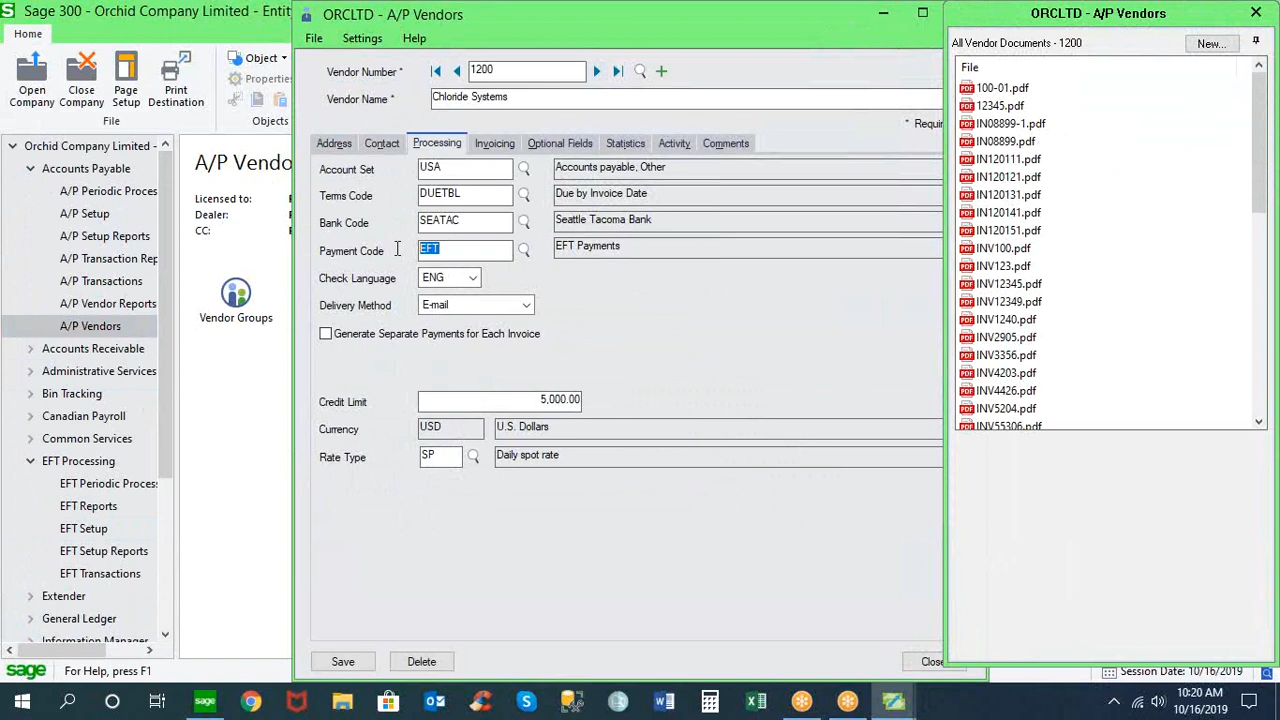 Sage 300 - Orchid Company Limited - Entit
Home
Open Company
Close Company
Page Setup
Print Destination
File
Object
Properties
Objects
Orchid Company Limited -
Accounts Payable
A/P Periodic Proces
A/P Setup
A/P Setup Reports
A/P Transaction Rep
A/P Transactions
A/P Vendor Reports
A/P Vendors
Accounts Receivable
Administrative Services
Bin Tracking
Canadian Payroll
Common Services
EFT Processing
EFT Periodic Proces
EFT Reports
EFT Setup
EFT Setup Reports
EFT Transactions
Extender
General Ledger
Information Manager
A/P Vendo
Licensed to:
Dealer:
CC:
Vendor Groups
ORCLTD - A/P Vendors
File Settings Help
Vendor Number * 1200
Vendor Name * Chloride Systems
* Requir
Address Contact Processing Invoicing Optional Fields Statistics Activity Comments
Account Set USA Accounts payable, Other
Terms Code DUETBL Due by Invoice Date
Bank Code SEATAC Seattle Tacoma Bank
Payment Code EFT EFT Payments
Check Language ENG
Delivery Method E-mail
Generate Separate Payments for Each Invoice
Credit Limit 5,000.00
Currency USD U.S. Dollars
Rate Type SP Daily spot rate
Save Delete Close
ORCLTD - A/P Vendors
All Vendor Documents - 1200 New...
File
100-01.pdf
12345.pdf
IN08899-1.pdf
IN08899.pdf
IN120111.pdf
IN120121.pdf
IN120131.pdf
IN120141.pdf
IN120151.pdf
INV100.pdf
INV123.pdf
INV12345.pdf
INV12349.pdf
INV1240.pdf
INV2905.pdf
INV3356.pdf
INV4203.pdf
INV4426.pdf
INV5204.pdf
INV55306.pdf
sage For Help, press F1
Session Date: 10/16/2019
sage
10:20 AM
10/16/2019